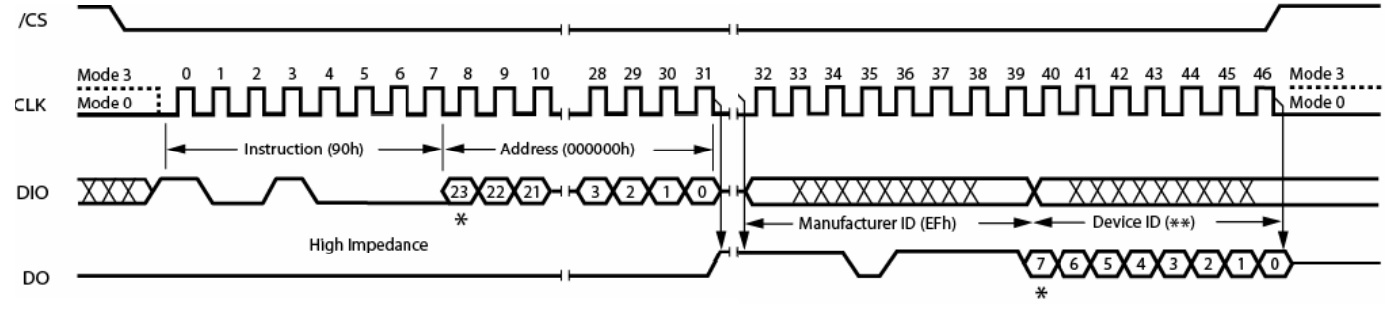 /CS
Mode 3 0 1 2 3 4 5 6 7 8 9 10 28 29 30 31 32 33 34 35 36 37 38 39 40 41 42 43 44 45 46 Mode 3
CLK Mode 0 Mode 0
Instruction (90h) Address (000000h)
DIO 23 22 21 3 2 1 0
* Manufacturer ID (EFh) Device ID (**)
High Impedance
DO 7 6 5 4 3 2 1 0
*